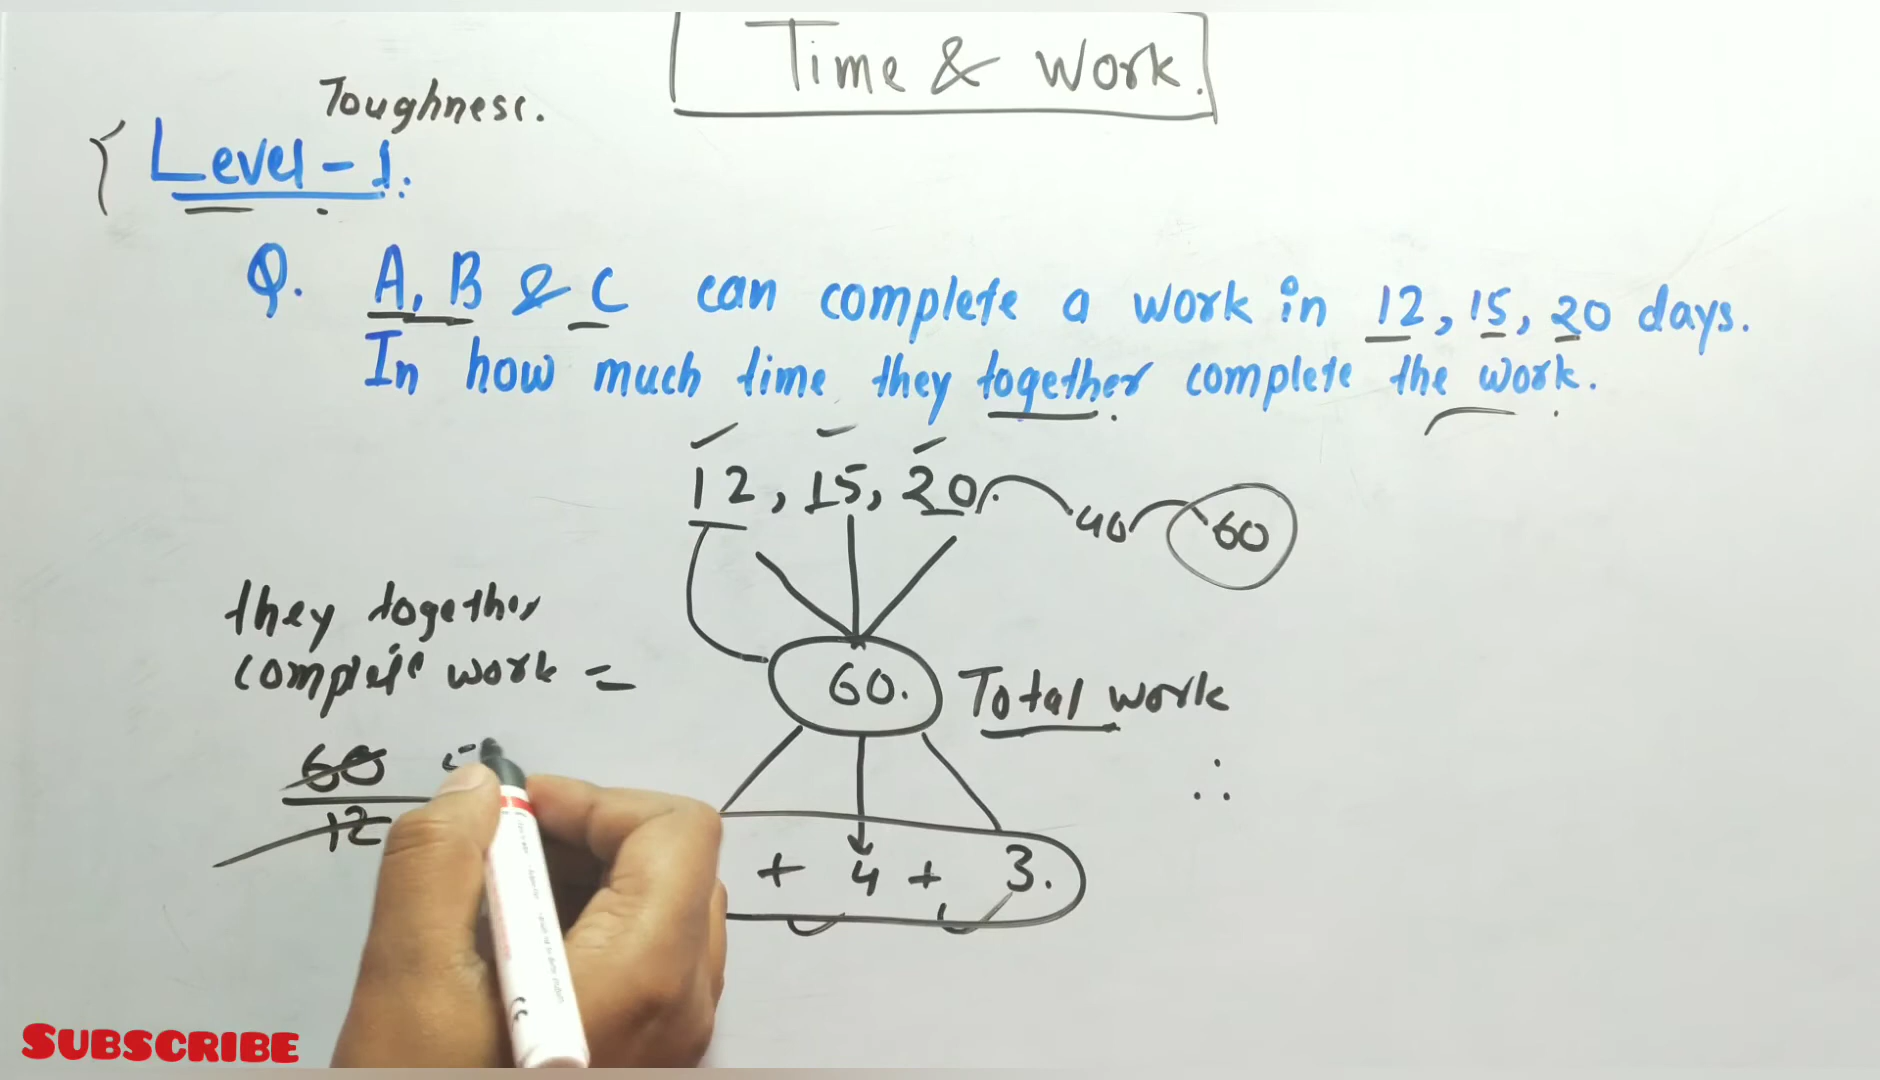 Time & Work.
Toughness.
Level - 1:
Q. A, B & C can complete a work in 12, 15, 20 days.
In how much time they together complete the work.
12, 15, 20. 40 60
they together
complete work =
60. Total work
60
12
+ 4 + 3.
∴
SUBSCRIBE